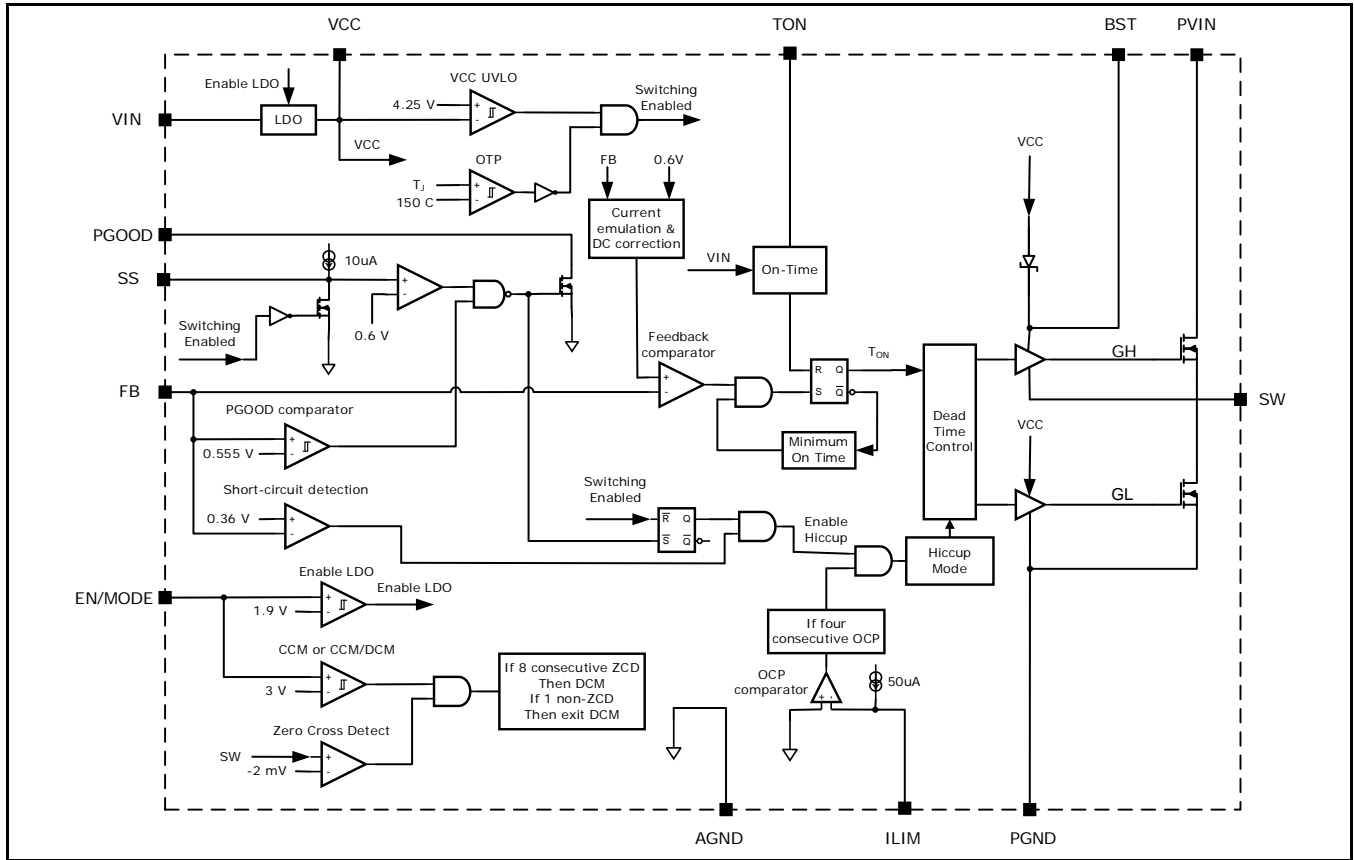 VCC
TON
BST
PVIN
Enable LDO
VIN
LDO
VCC
VCC UVLO
4.25 V
+
-
Switching
Enabled
OTP
TJ
150 C
+
-
FB
0.6V
Current
emulation &
DC correction
VIN
On-Time
VCC
PGOOD
SS
10uA
+
-
0.6 V
Switching
Enabled
Feedback
comparator
+
-
R Q
S Q
TON
Minimum
On Time
Dead
Time
Control
GH
SW
VCC
GL
FB
PGOOD comparator
+
-
0.555 V
Short-circuit detection
0.36 V
+
-
Switching
Enabled
R Q
S Q
Enable
Hiccup
Hiccup
Mode
EN/MODE
Enable LDO
+
-
1.9 V
Enable LDO
CCM or CCM/DCM
+
-
3 V
If 8 consecutive ZCD
Then DCM
If 1 non-ZCD
Then exit DCM
Zero Cross Detect
SW
-2 mV
+
-
If four
consecutive OCP
OCP
comparator
+ -
50uA
AGND
ILIM
PGND